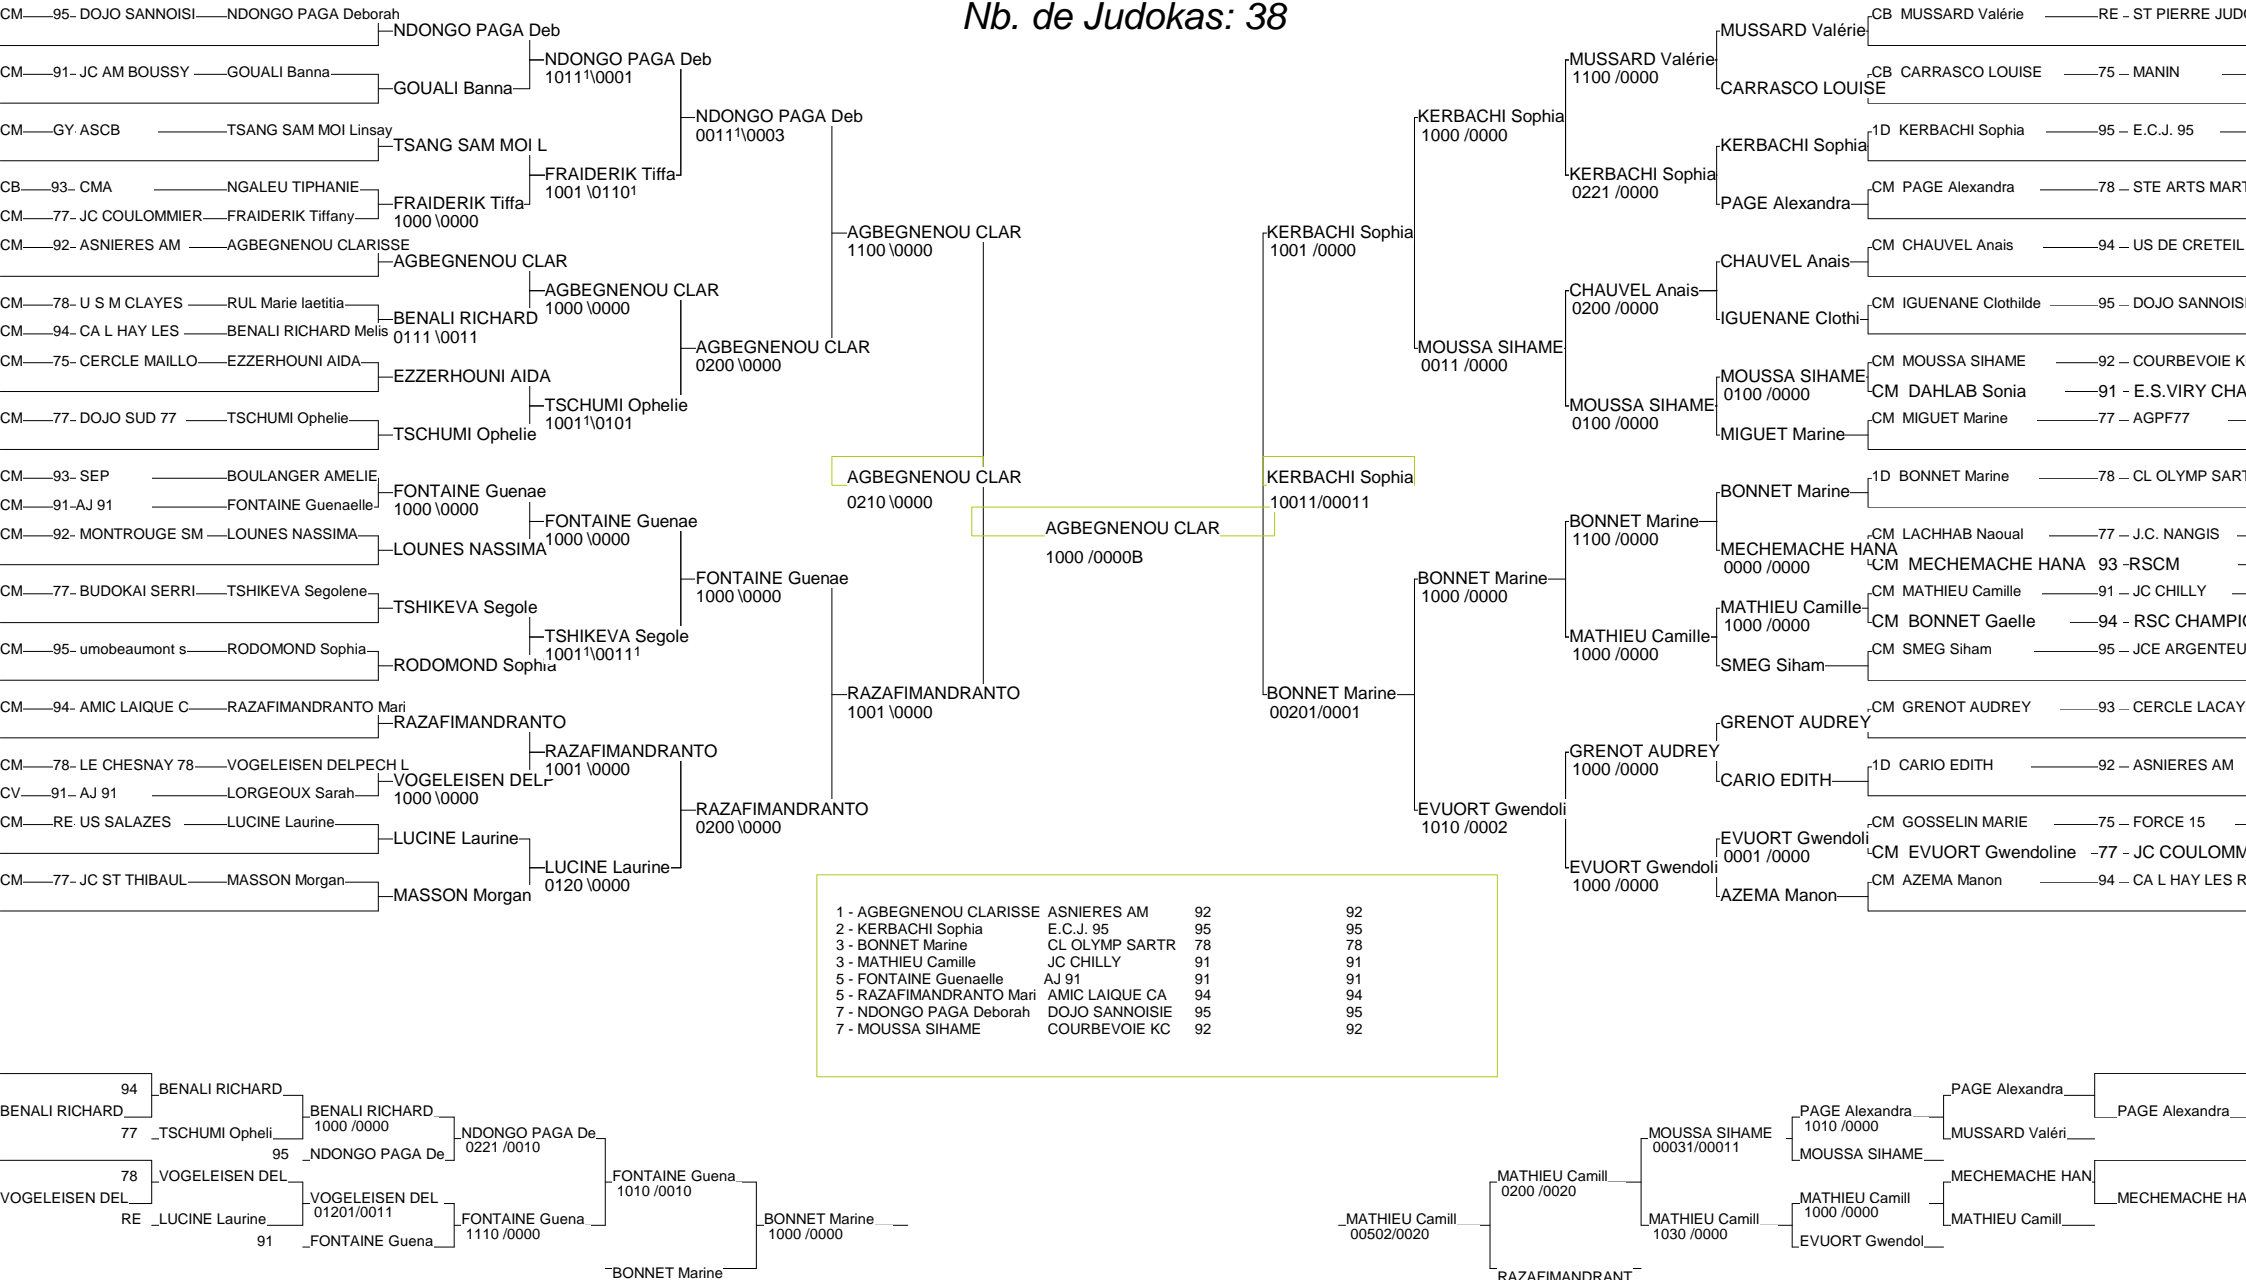 Nb. de Judokas: 38
CM 95- DOJO SANNOISI NDONGO PAGA Deborah
NDONGO PAGA Deb
NDONGO PAGA Deb
1011¹\0001
CM 91- JC AM BOUSSY GOUALI Banna
GOUALI Banna
NDONGO PAGA Deb
0011¹\0003
CM GY ASCB TSANG SAM MOI Linsay
TSANG SAM MOI L
FRAIDERIK Tiffa
1001 \0110¹
CB 93- CMA NGALEU TIPHANIE
FRAIDERIK Tiffa
1000 \0000
CM 77- JC COULOMMIER FRAIDERIK Tiffany
AGBEGNENOU CLAR
1100 \0000
CM 92- ASNIERES AM AGBEGNENOU CLARISSE
AGBEGNENOU CLAR
AGBEGNENOU CLAR
1000 \0000
CM 78- U S M CLAYES RUL Marie laetitia
BENALI RICHARD
0111 \0011
CM 94- CA L HAY LES BENALI RICHARD Melis
AGBEGNENOU CLAR
0200 \0000
CM 75- CERCLE MAILLO EZZERHOUNI AIDA
EZZERHOUNI AIDA
TSCHUMI Ophelie
1001¹\0101
CM 77- DOJO SUD 77 TSCHUMI Ophelie
TSCHUMI Ophelie
AGBEGNENOU CLAR
0210 \0000
CM 93- SEP BOULANGER AMELIE
FONTAINE Guenae
1000 \0000
CM 91-AJ 91 FONTAINE Guenaelle
FONTAINE Guenae
1000 \0000
CM 92- MONTROUGE SM LOUNES NASSIMA
LOUNES NASSIMA
FONTAINE Guenae
1000 \0000
CM 77- BUDOKAI SERRI TSHIKEVA Segolene
TSHIKEVA Segole
TSHIKEVA Segole
1001¹\0011¹
CM 95- umobeaumont s RODOMOND Sophia
RODOMOND Sophia
RAZAFIMANDRANTO
1001 \0000
CM 94- AMIC LAIQUE C RAZAFIMANDRANTO Mari
RAZAFIMANDRANTO
RAZAFIMANDRANTO
1001 \0000
CM 78- LE CHESNAY 78 VOGELEISEN DELPECH L
VOGELEISEN DELP
1000 \0000
CV 91- AJ 91 LORGEOUX Sarah
RAZAFIMANDRANTO
0200 \0000
CM RE US SALAZES LUCINE Laurine
LUCINE Laurine
LUCINE Laurine
0120 \0000
CM 77- JC ST THIBAUL MASSON Morgan
MASSON Morgan
AGBEGNENOU CLAR
1000 /0000B
CB MUSSARD Valérie RE - ST PIERRE JUDO
MUSSARD Valérie
MUSSARD Valérie
1100 /0000
CB CARRASCO LOUISE 75 – MANIN
CARRASCO LOUISE
KERBACHI Sophia
1000 /0000
1D KERBACHI Sophia 95 – E.C.J. 95
KERBACHI Sophia
KERBACHI Sophia
0221 /0000
CM PAGE Alexandra 78 – STE ARTS MART
PAGE Alexandra
KERBACHI Sophia
1001 /0000
CM CHAUVEL Anais 94 – US DE CRETEIL
CHAUVEL Anais
CHAUVEL Anais
0200 /0000
CM IGUENANE Clothilde 95 – DOJO SANNOISI
IGUENANE Clothi
MOUSSA SIHAME
0011 /0000
CM MOUSSA SIHAME 92 – COURBEVOIE K
MOUSSA SIHAME
0100 /0000
CM DAHLAB Sonia 91 - E.S.VIRY CHA
MOUSSA SIHAME
0100 /0000
CM MIGUET Marine 77 – AGPF77
MIGUET Marine
KERBACHI Sophia
10011/00011
1D BONNET Marine 78 – CL OLYMP SART
BONNET Marine
BONNET Marine
1100 /0000
CM LACHHAB Naoual 77 – J.C. NANGIS
MECHEMACHE HANA
0000 /0000
CM MECHEMACHE HANA 93 -RSCM
BONNET Marine
1000 /0000
CM MATHIEU Camille 91 – JC CHILLY
MATHIEU Camille
1000 /0000
CM BONNET Gaelle 94 - RSC CHAMPI
MATHIEU Camille
1000 /0000
CM SMEG Siham 95 – JCE ARGENTEU
SMEG Siham
BONNET Marine
00201/0001
CM GRENOT AUDREY 93 – CERCLE LACAY
GRENOT AUDREY
GRENOT AUDREY
1000 /0000
1D CARIO EDITH 92 – ASNIERES AM
CARIO EDITH
EVUORT Gwendoli
1010 /0002
CM GOSSELIN MARIE 75 – FORCE 15
EVUORT Gwendoli
0001 /0000
CM EVUORT Gwendoline -77 - JC COULOMM
EVUORT Gwendoli
1000 /0000
CM AZEMA Manon 94 – CA L HAY LES R
AZEMA Manon
1 - AGBEGNENOU CLARISSE ASNIERES AM 92 92
2 - KERBACHI Sophia E.C.J. 95 95 95
3 - BONNET Marine CL OLYMP SARTR 78 78
3 - MATHIEU Camille JC CHILLY 91 91
5 - FONTAINE Guenaelle AJ 91 91 91
5 - RAZAFIMANDRANTO Mari AMIC LAIQUE CA 94 94
7 - NDONGO PAGA Deborah DOJO SANNOISIE 95 95
7 - MOUSSA SIHAME COURBEVOIE KC 92 92
94 BENALI RICHARD
BENALI RICHARD
BENALI RICHARD
1000 /0000
77 TSCHUMI Opheli
NDONGO PAGA De
0221 /0010
95 NDONGO PAGA De
78 VOGELEISEN DEL
FONTAINE Guena
1010 /0010
VOGELEISEN DEL
VOGELEISEN DEL
01201/0011
RE LUCINE Laurine
FONTAINE Guena
1110 /0000
BONNET Marine
1000 /0000
91 FONTAINE Guena
BONNET Marine
PAGE Alexandra
PAGE Alexandra
1010 /0000
PAGE Alexandra
MOUSSA SIHAME
00031/00011
MUSSARD Valéri
MOUSSA SIHAME
MATHIEU Camill
0200 /0020
MECHEMACHE HAN
MATHIEU Camill
1000 /0000
MECHEMACHE HA
MATHIEU Camill
00502/0020
MATHIEU Camill
1030 /0000
MATHIEU Camill
EVUORT Gwendol
RAZAFIMANDRANT